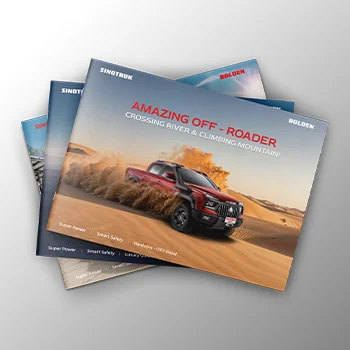 SINOTRUK
BOLDEN
AMAZING OFF - ROADER
CROSSING RIVER & CLIMBING MOUNTAIN!
Super Power | Smart Safety | Hardcore - Off Road
SINOTRUK
Super Power | Smart Safety | Luxury
BOLDEN